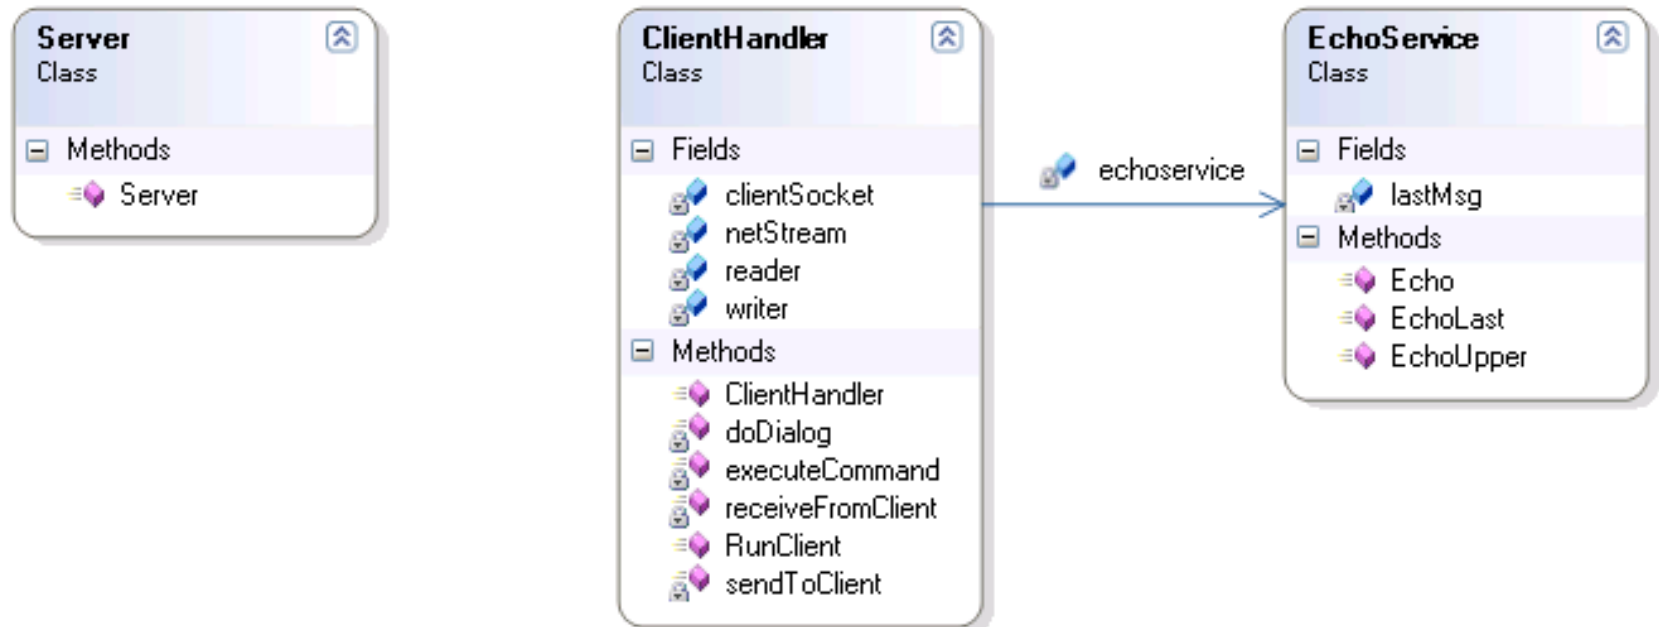 Server
Class
Methods
Server
ClientHandler
Class
Fields
clientSocket
netStream
reader
writer
Methods
ClientHandler
doDialog
executeCommand
receiveFromClient
RunClient
sendToClient
echoservice
EchoService
Class
Fields
lastMsg
Methods
Echo
EchoLast
EchoUpper